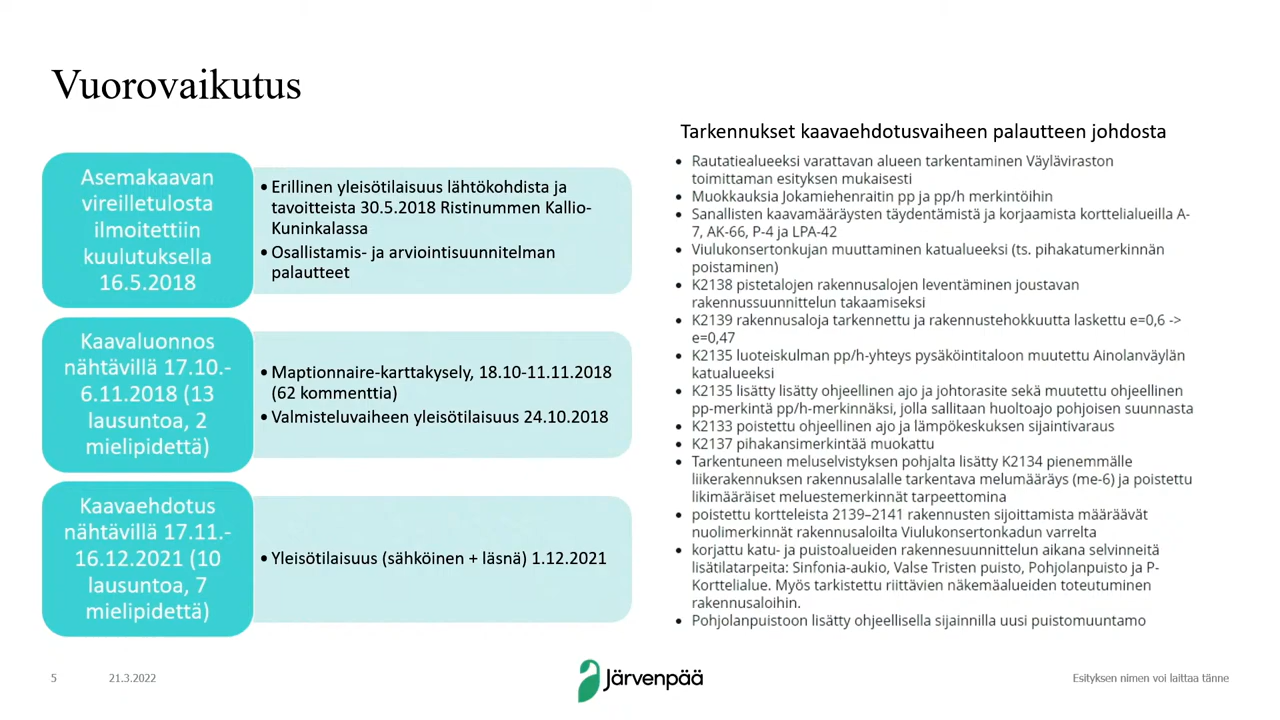 Vuorovaikutus
Asemakaavan
vireilletulosta
ilmoitettiin
kuulutuksella
16.5.2018
• Erillinen yleisötilaisuus lähtökohdista ja
tavoitteista 30.5.2018 Ristinummen Kallio-
Kuninkalassa
• Osallistamis- ja arviointisuunnitelman
palautteet
Kaavaluonnos
nähtävillä 17.10.-
6.11.2018 (13
lausuntoa, 2
mielipidettä)
• Maptionnaire-karttakysely, 18.10-11.11.2018
(62 kommenttia)
• Valmisteluvaiheen yleisötilaisuus 24.10.2018
Kaavaehdotus
nähtävillä 17.11.-
16.12.2021 (10
lausuntoa, 7
mielipidettä)
• Yleisötilaisuus (sähköinen + läsnä) 1.12.2021
Tarkennukset kaavaehdotusvaiheen palautteen johdosta
• Rautatiealueeksi varattavan alueen tarkentaminen Väyläviraston
toimittaman esityksen mukaisesti
• Muokkauksia Jokamiehenraitin pp ja pp/h merkintöihin
• Sanallisten kaavamääräysten täydentämistä ja korjaamista korttelialueilla A-
7, AK-66, P-4 ja LPA-42
• Viulukonsertonkujan muuttaminen katualueeksi (ts. pihakatumerkinnän
poistaminen)
• K2138 pistetalojen rakennusalojen leventäminen joustavan
rakennussuunnittelun takaamiseksi
• K2139 rakennusaloja tarkennettu ja rakennustehokkuutta laskettu e=0,6 ->
e=0,47
• K2135 luoteiskulman pp/h-yhteys pysäköintitaloon muutettu Ainolanväylän
katualueeksi
• K2135 lisätty lisätty ohjeellinen ajo ja johtorasite sekä muutettu ohjeellinen
pp-merkintä pp/h-merkinnäksi, jolla sallitaan huoltoajo pohjoisen suunnasta
• K2133 poistettu ohjeellinen ajo ja lämpökeskuksen sijaintivaraus
• K2137 pihakansimerkintää muokattu
• Tarkentuneen meluselvistyksen pohjalta lisätty K2134 pienemmälle
liikerakennuksen rakennusalalle tarkentava melumääräys (me-6) ja poistettu
likimääräiset meluestemerkinnät tarpeettomina
• poistettu kortteleista 2139–2141 rakennusten sijoittamista määräävät
nuolimerkinnät rakennusaloilta Viulukonsertonkadun varrelta
• korjattu katu- ja puistoalueiden rakennesuunnittelun aikana selvinneitä
lisätilatarpeita: Sinfonia-aukio, Valse Tristen puisto, Pohjolanpuisto ja P-
Korttelialue. Myös tarkistettu riittävien näkemäalueiden toteutuminen
rakennusaloihin.
• Pohjolanpuistoon lisätty ohjeellisella sijainnilla uusi puistomuuntamo
5
21.3.2022
Järvenpää
Esityksen nimen voi laittaa tänne